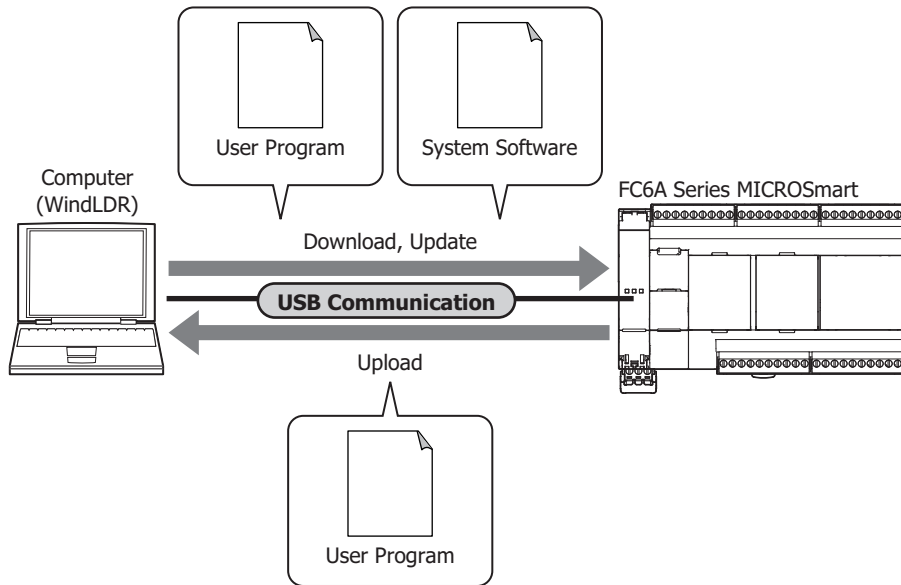 User Program
System Software
Computer
(WindLDR)
FC6A Series MICROSmart
Download, Update
USB Communication
Upload
User Program